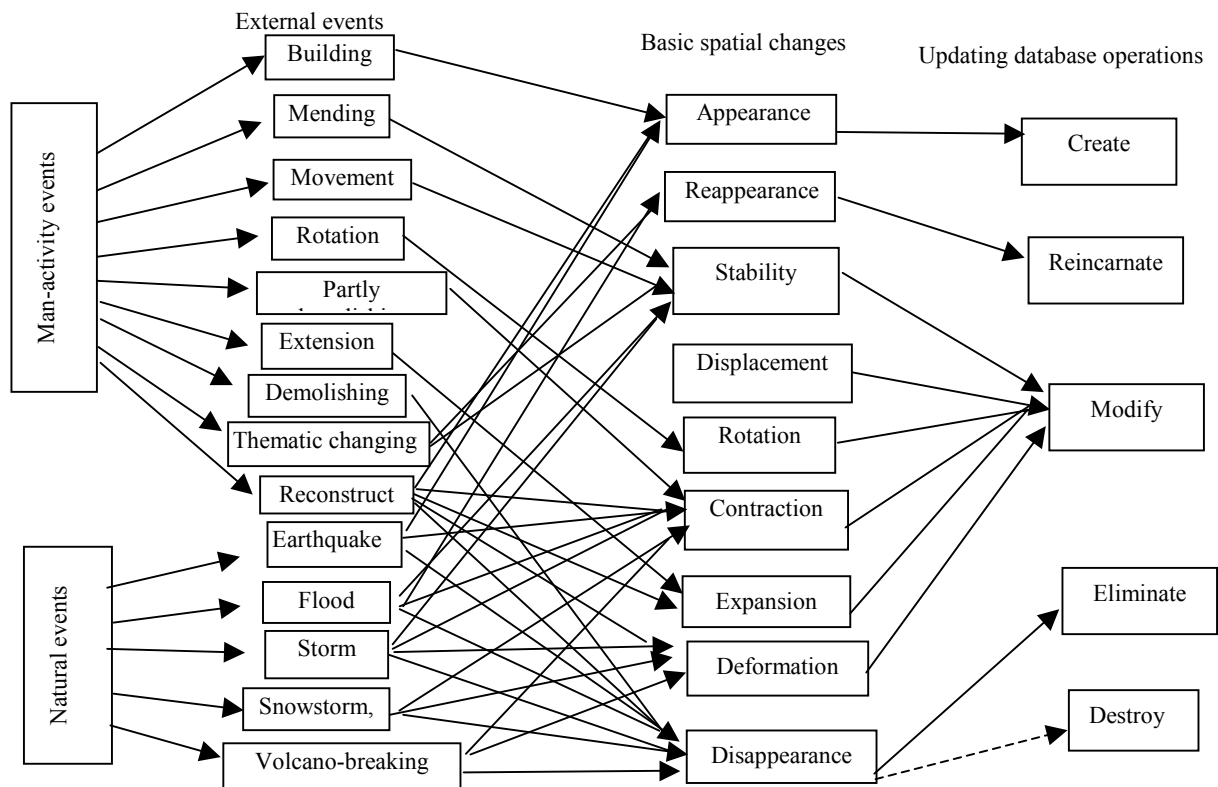 External events
Basic spatial changes
Updating database operations
Man-activity events
Natural events
Building
Mending
Movement
Rotation
Partly
Extension
Demolishing
Thematic changing
Reconstruct
Earthquake
Flood
Storm
Snowstorm,
Volcano-breaking
Appearance
Reappearance
Stability
Displacement
Rotation
Contraction
Expansion
Deformation
Disappearance
Create
Reincarnate
Modify
Eliminate
Destroy